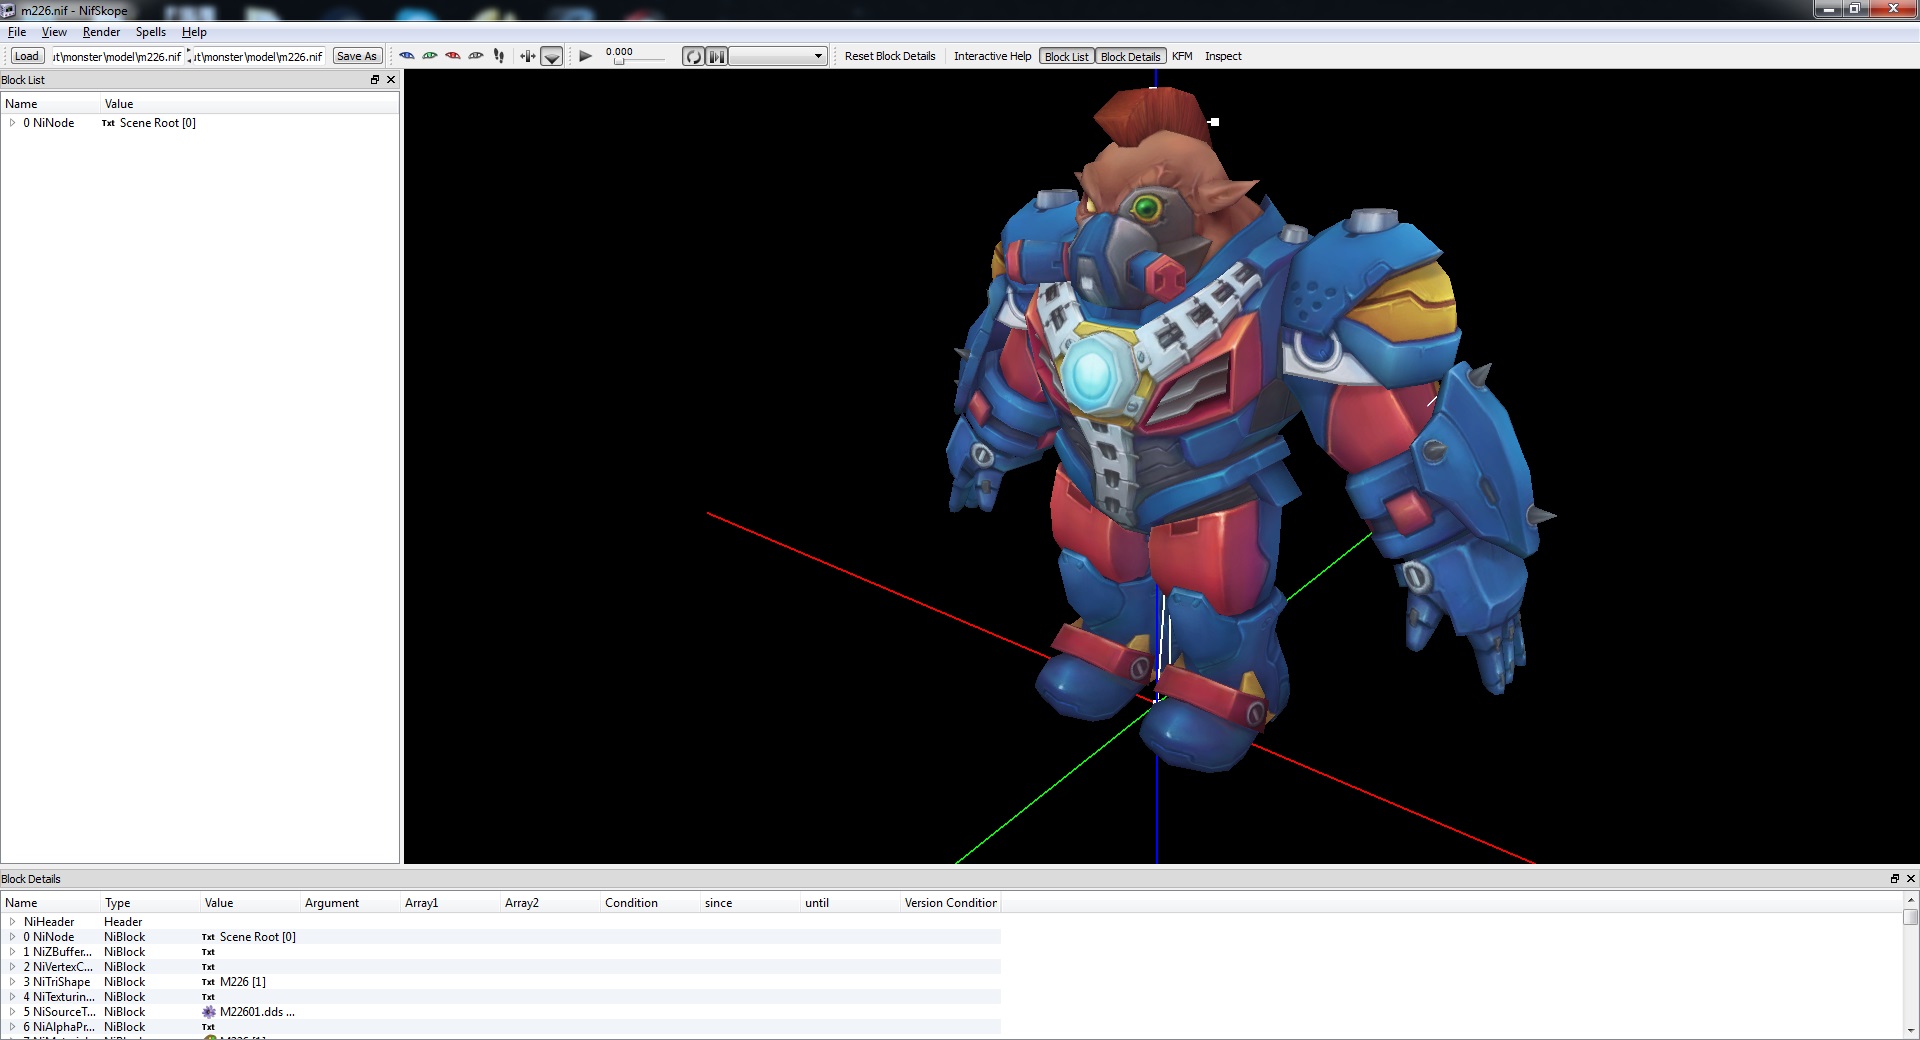 m226.nif - NifSkope
File View Render Spells Help
Load ut\monster\model\m226.nif ut\monster\model\m226.nif Save As 0.000 Reset Block Details Interactive Help Block List Block Details KFM Inspect
Block List
Name Value
0 NiNode Txt Scene Root [0]
Block Details
Name Type Value Argument Array1 Array2 Condition since until Version Condition
NiHeader Header
0 NiNode NiBlock Txt Scene Root [0]
1 NiZBuffer... NiBlock Txt
2 NiVertexC... NiBlock Txt
3 NiTriShape NiBlock Txt M226 [1]
4 NiTexturin... NiBlock Txt
5 NiSourceT... NiBlock M22601.dds ...
6 NiAlphaPr... NiBlock Txt